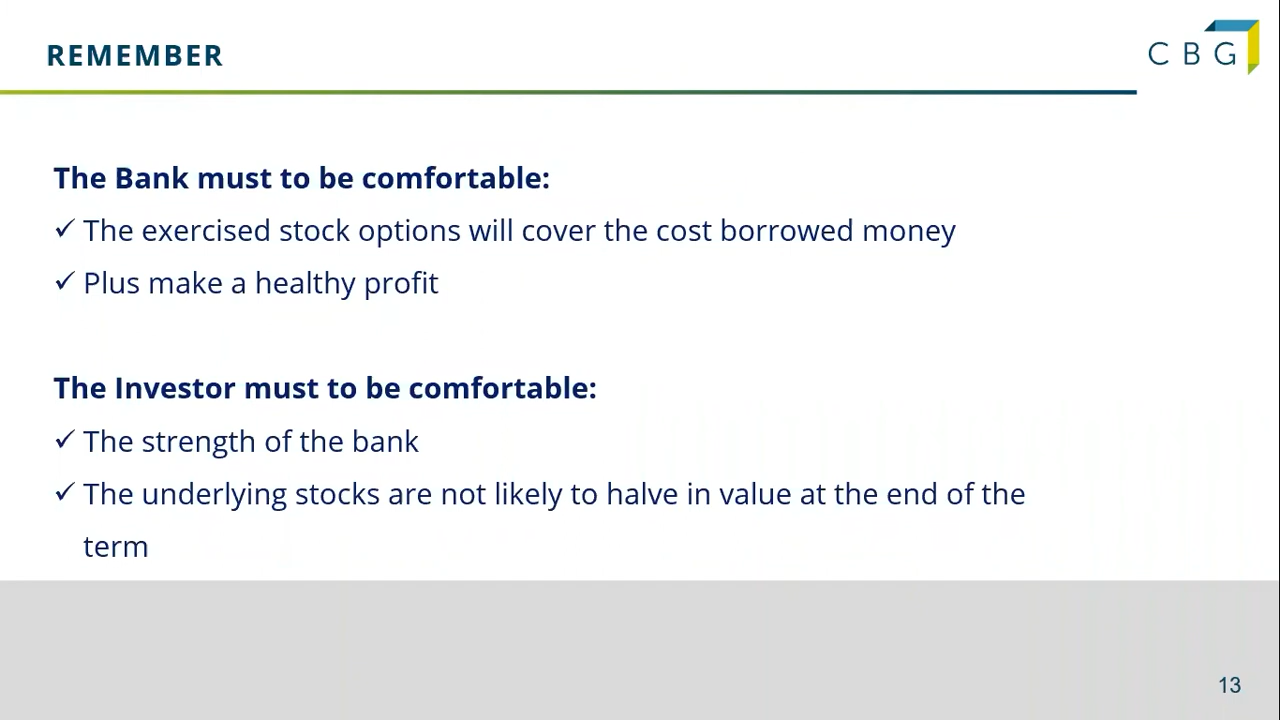 REMEMBER
CBG
The Bank must to be comfortable:
✓ The exercised stock options will cover the cost borrowed money
✓ Plus make a healthy profit
The Investor must to be comfortable:
✓ The strength of the bank
✓ The underlying stocks are not likely to halve in value at the end of the
term
13